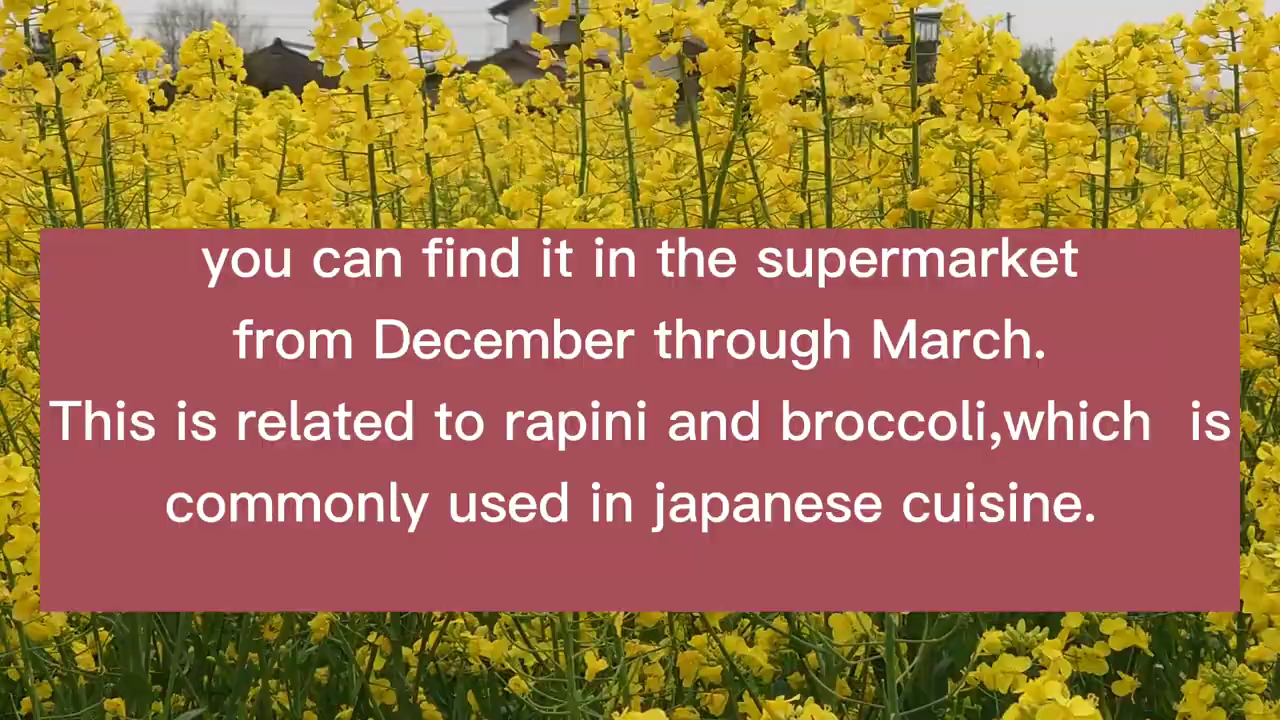 you can find it in the supermarket
from December through March.
This is related to rapini and broccoli,which  is
commonly used in japanese cuisine.